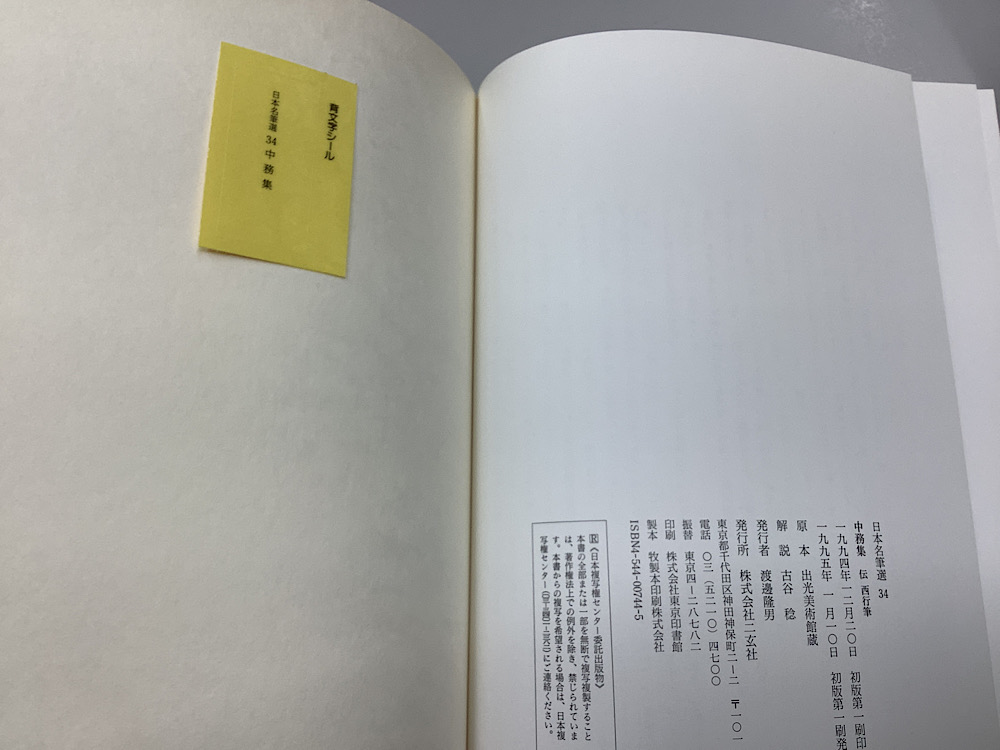 背文字シール
日本名筆選 34 中務集
日本名筆選 34
中務集 伝 西行筆
一九九四年一二月二〇日 初版第一刷印
一九九五年 一月一〇日 初版第一刷発
原本 出光美術館蔵
解説 古谷 稔
発行者 渡邊隆男
発行所 株式会社二玄社
東京都千代田区神田神保町二ー二 〒一〇一
電話 〇三(五二一〇)四七〇〇
振替 東京四ー二八七八二
印刷 株式会社東京印書館
製本 牧製本印刷株式会社
ISBN4-544-00744-5
R《日本複写権センター委託出版物》
本書の全部または一部を無断で複写複製すること
は、著作権法上での例外を除き、禁じられていま
す。本書からの複写を希望される場合は、日本複
写権センターにご連絡ください。